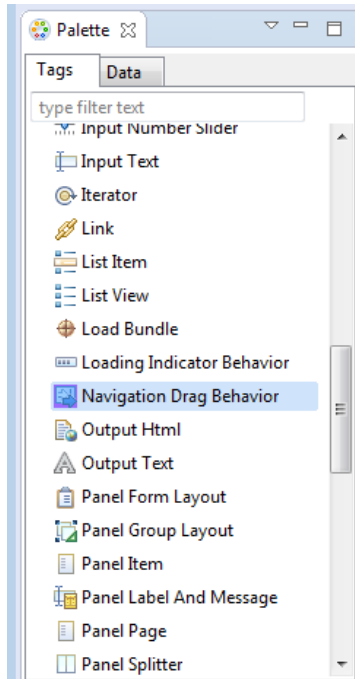 Palette
Tags Data
type filter text
Input Number Slider
Input Text
Iterator
Link
List Item
List View
Load Bundle
Loading Indicator Behavior
Navigation Drag Behavior
Output Html
Output Text
Panel Form Layout
Panel Group Layout
Panel Item
Panel Label And Message
Panel Page
Panel Splitter